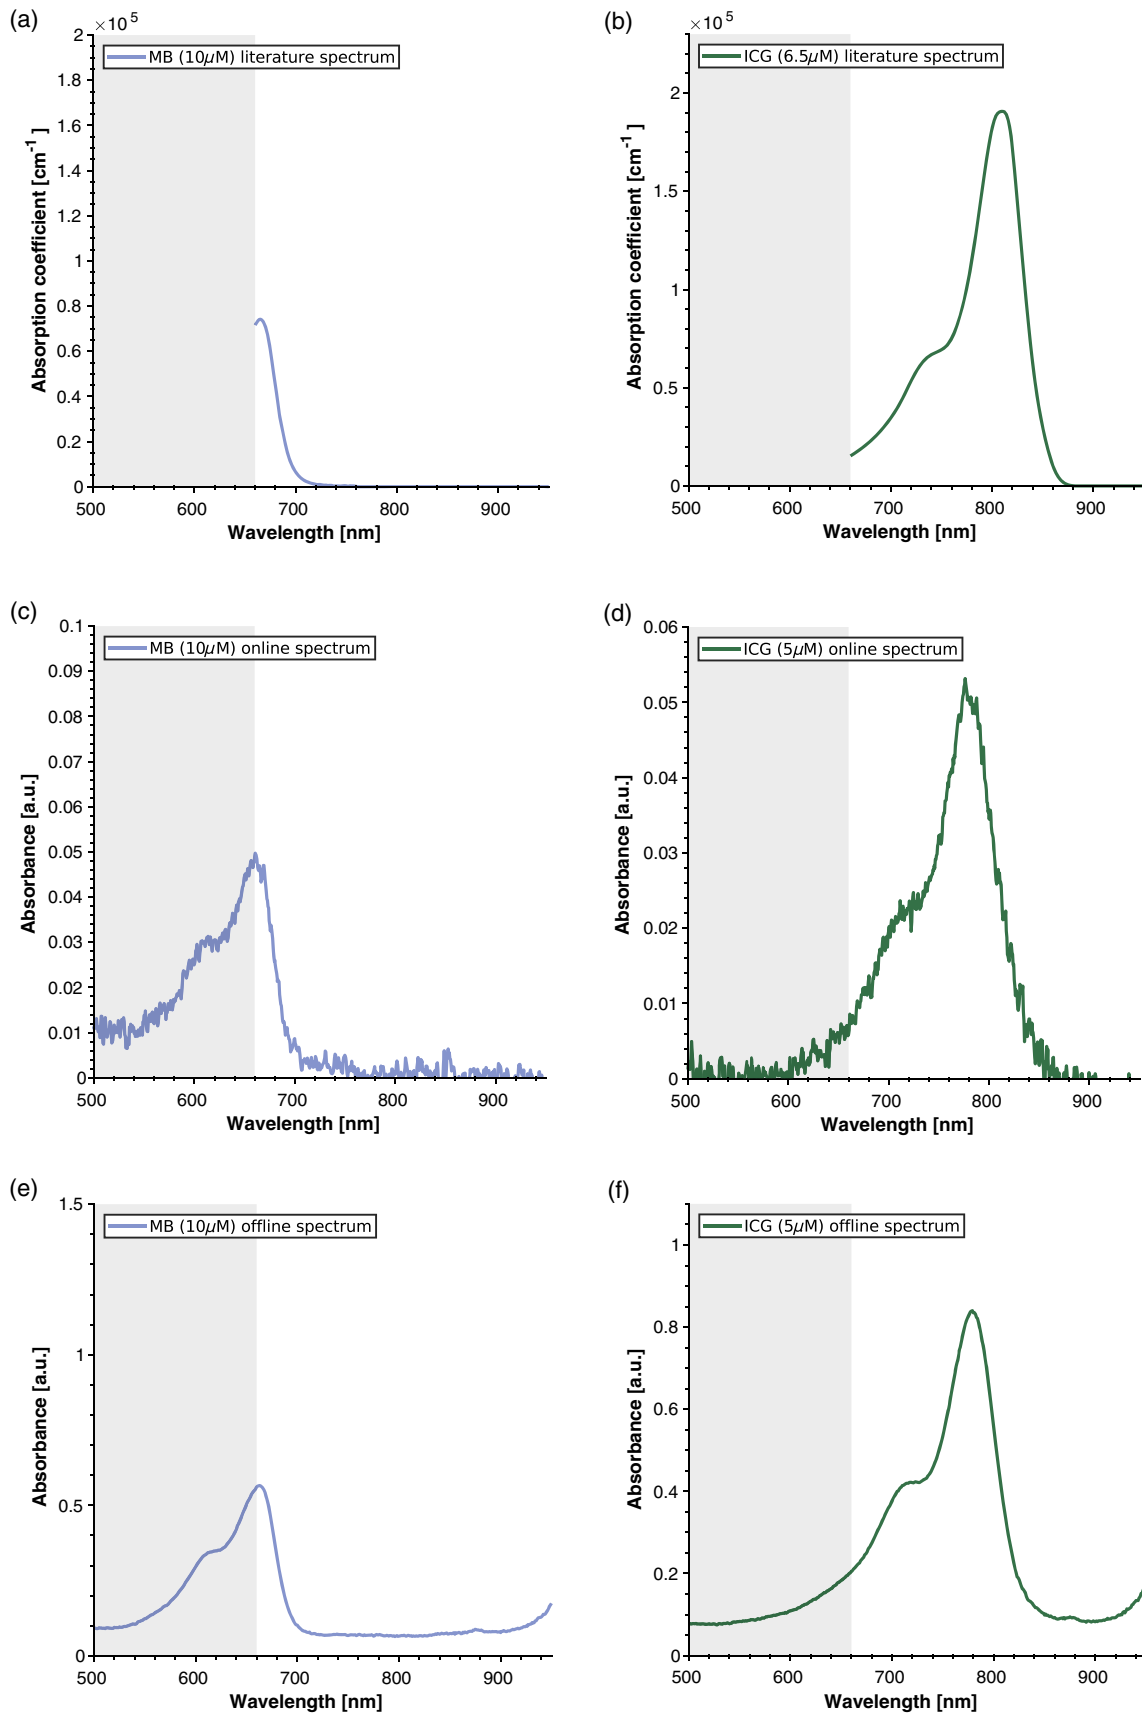 (a)
×10⁵
2
1.8
1.6
1.4
1.2
1
0.8
0.6
0.4
0.2
0
Absorption coefficient [cm⁻¹ ]
MB (10μM) literature spectrum
500 600 700 800 900
Wavelength [nm]
(b)
×10⁵
2
1.5
1
0.5
0
Absorption coefficient [cm⁻¹]
ICG (6.5μM) literature spectrum
500 600 700 800 900
Wavelength [nm]
(c)
0.1
0.09
0.08
0.07
0.06
0.05
0.04
0.03
0.02
0.01
0
Absorbance [a.u.]
MB (10μM) online spectrum
500 600 700 800 900
Wavelength [nm]
(d)
0.06
0.05
0.04
0.03
0.02
0.01
0
Absorbance [a.u.]
ICG (5μM) online spectrum
500 600 700 800 900
Wavelength [nm]
(e)
1.5
1
0.5
0
Absorbance [a.u.]
MB (10μM) offline spectrum
500 600 700 800 900
Wavelength [nm]
(f)
1
0.8
0.6
0.4
0.2
0
Absorbance [a.u.]
ICG (5μM) offline spectrum
500 600 700 800 900
Wavelength [nm]